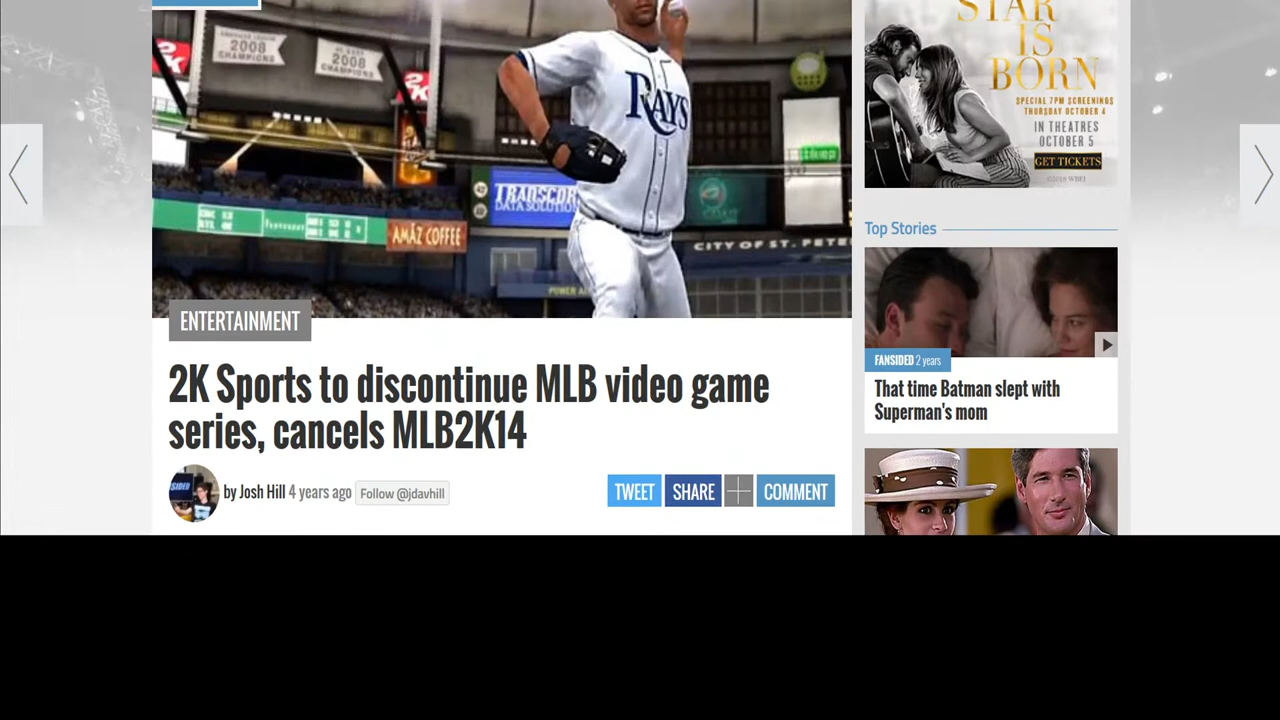 2K
2008
CHAMPIONS
2008
CHAMPIONS
2K
RAYS
TRANSCOR
DATA SOLUTION
AMAZ COFFEE
CITY OF ST. PETE
STAR
IS
BORN
SPECIAL 7PM SCREENINGS
THURSDAY OCTOBER 4
IN THEATRES
OCTOBER 5
GET TICKETS
Top Stories
FANSIDED 2 years
That time Batman slept with
Superman's mom
ENTERTAINMENT
2K Sports to discontinue MLB video game
series, cancels MLB2K14
by Josh Hill 4 years ago Follow @jdavhill
TWEET SHARE COMMENT